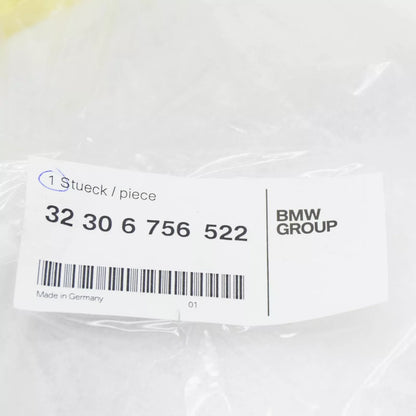 1 Stueck / piece
32 30 6 756 522
BMW
GROUP
Made in Germany
01